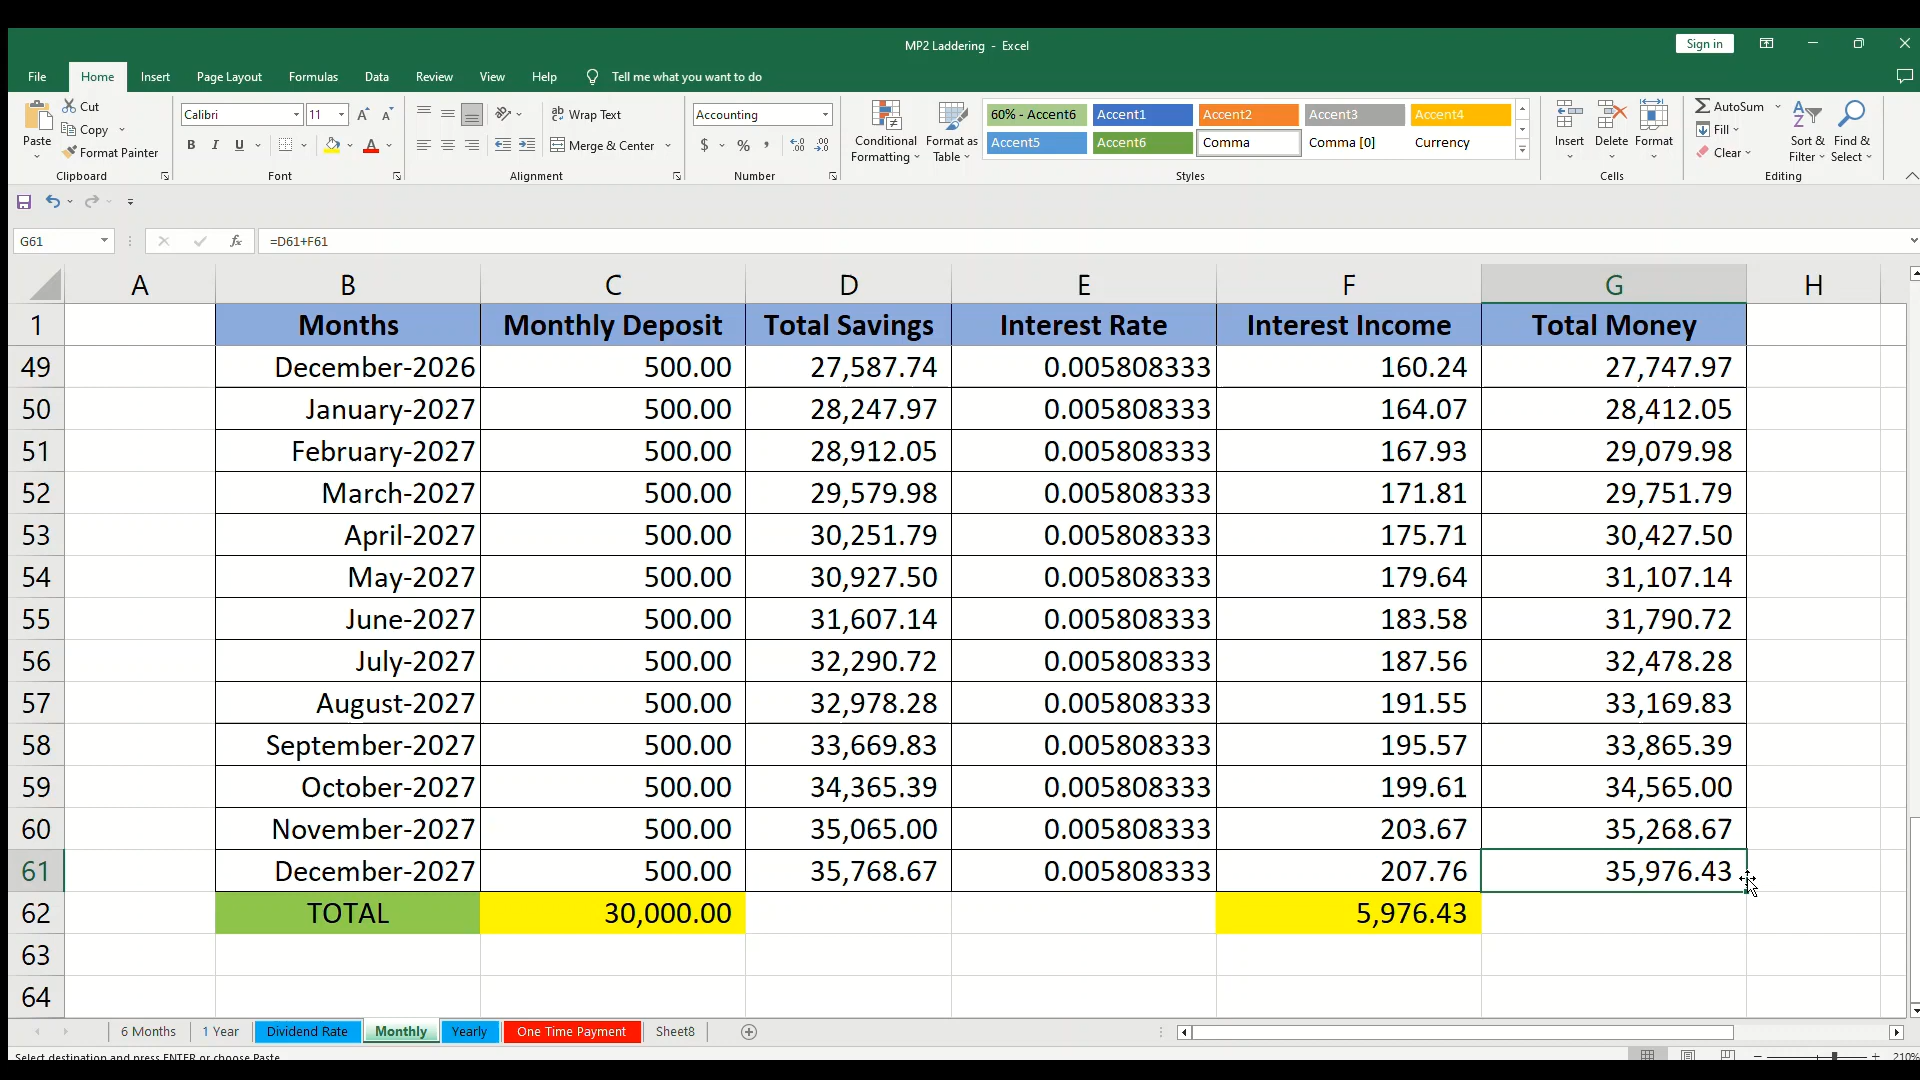 MP2 Laddering - Excel
Sign in
File Home Insert Page Layout Formulas Data Review View Help Tell me what you want to do
Paste
Cut
Copy
Format Painter
Clipboard
Calibri 11
B I U
Font
Wrap Text
Merge & Center
Alignment
Accounting
$ % ,
Number
Conditional Formatting
Format as Table
60% - Accent6 Accent1 Accent2 Accent3 Accent4
Accent5 Accent6 Comma Comma [0] Currency
Styles
Insert Delete Format
Cells
AutoSum
Fill
Clear
Sort & Filter
Find & Select
Editing
G61 fx =D61+F61
A B C D E F G H
1 Months Monthly Deposit Total Savings Interest Rate Interest Income Total Money
49 December-2026 500.00 27,587.74 0.005808333 160.24 27,747.97
50 January-2027 500.00 28,247.97 0.005808333 164.07 28,412.05
51 February-2027 500.00 28,912.05 0.005808333 167.93 29,079.98
52 March-2027 500.00 29,579.98 0.005808333 171.81 29,751.79
53 April-2027 500.00 30,251.79 0.005808333 175.71 30,427.50
54 May-2027 500.00 30,927.50 0.005808333 179.64 31,107.14
55 June-2027 500.00 31,607.14 0.005808333 183.58 31,790.72
56 July-2027 500.00 32,290.72 0.005808333 187.56 32,478.28
57 August-2027 500.00 32,978.28 0.005808333 191.55 33,169.83
58 September-2027 500.00 33,669.83 0.005808333 195.57 33,865.39
59 October-2027 500.00 34,365.39 0.005808333 199.61 34,565.00
60 November-2027 500.00 35,065.00 0.005808333 203.67 35,268.67
61 December-2027 500.00 35,768.67 0.005808333 207.76 35,976.43
62 TOTAL 30,000.00 5,976.43
63
64
6 Months 1 Year Dividend Rate Monthly Yearly One Time Payment Sheet8
Select destination and press ENTER or choose Paste
210%